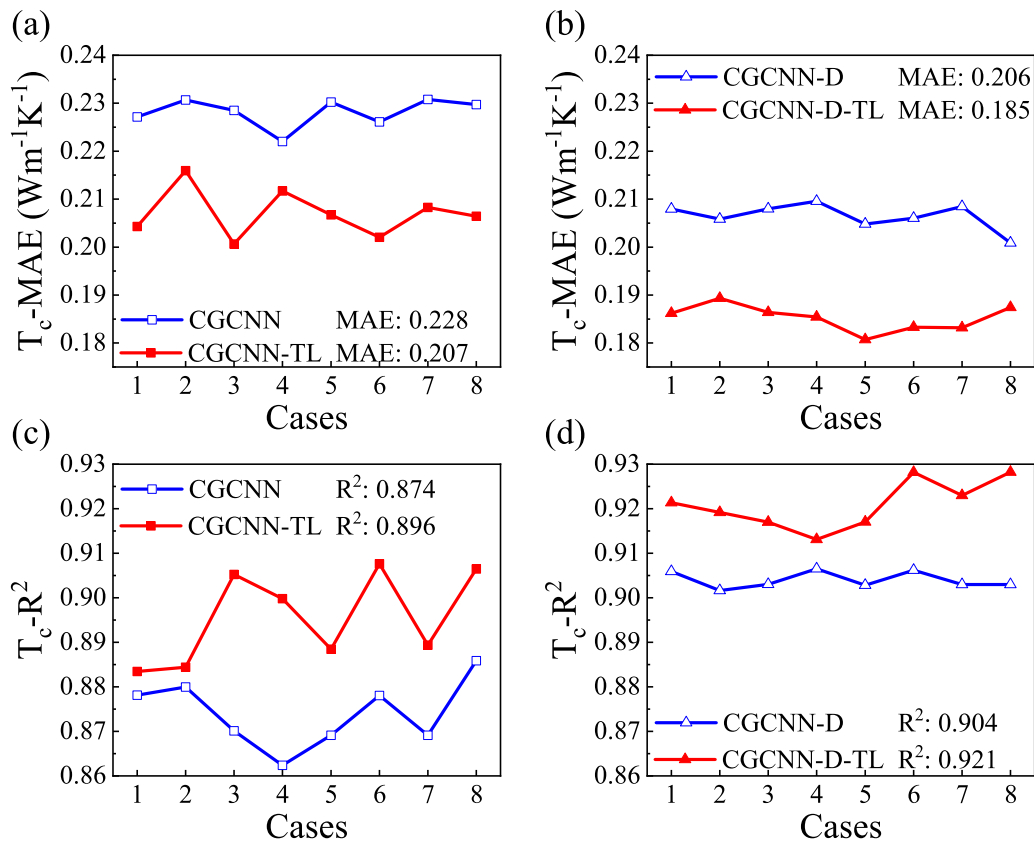 (a)
0.24
0.23
0.22
0.21
0.20
0.19
0.18
T_c-MAE (Wm⁻¹K⁻¹)
CGCNN MAE: 0.228
CGCNN-TL MAE: 0.207
1 2 3 4 5 6 7 8
Cases
(b)
0.24
0.23
0.22
0.21
0.20
0.19
0.18
T_c-MAE (Wm⁻¹K⁻¹)
CGCNN-D MAE: 0.206
CGCNN-D-TL MAE: 0.185
1 2 3 4 5 6 7 8
Cases
(c)
0.93
0.92
0.91
0.90
0.89
0.88
0.87
0.86
T_c-R²
CGCNN R²: 0.874
CGCNN-TL R²: 0.896
1 2 3 4 5 6 7 8
Cases
(d)
0.93
0.92
0.91
0.90
0.89
0.88
0.87
0.86
T_c-R²
CGCNN-D R²: 0.904
CGCNN-D-TL R²: 0.921
1 2 3 4 5 6 7 8
Cases